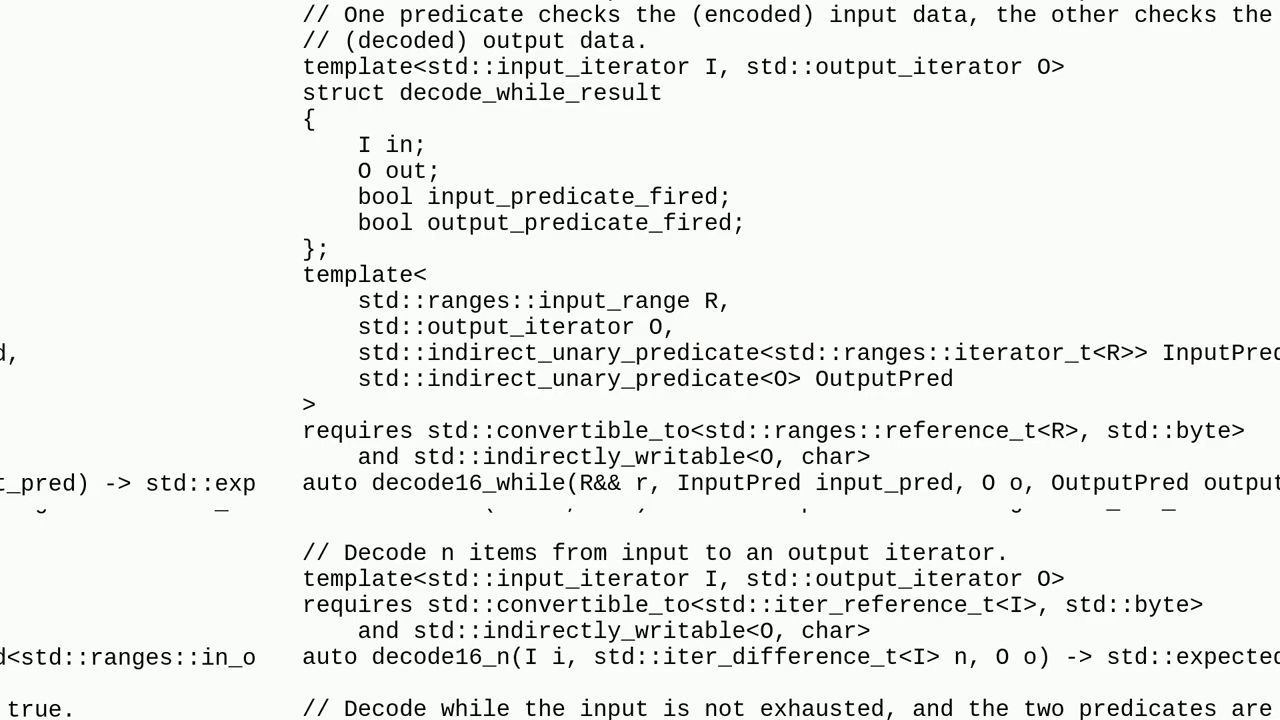 // One predicate checks the (encoded) input data, the other checks the
// (decoded) output data.
template<std::input_iterator I, std::output_iterator O>
struct decode_while_result
{
    I in;
    O out;
    bool input_predicate_fired;
    bool output_predicate_fired;
};
template<
    std::ranges::input_range R,
    std::output_iterator O,
d,    std::indirect_unary_predicate<std::ranges::iterator_t<R>> InputPred
    std::indirect_unary_predicate<O> OutputPred
>
requires std::convertible_to<std::ranges::reference_t<R>, std::byte>
    and std::indirectly_writable<O, char>
t_pred) -> std::exp auto decode16_while(R&& r, InputPred input_pred, O o, OutputPred output
// Decode n items from input to an output iterator.
template<std::input_iterator I, std::output_iterator O>
requires std::convertible_to<std::iter_reference_t<I>, std::byte>
    and std::indirectly_writable<O, char>
d<std::ranges::in_o auto decode16_n(I i, std::iter_difference_t<I> n, O o) -> std::expected
true. // Decode while the input is not exhausted, and the two predicates are